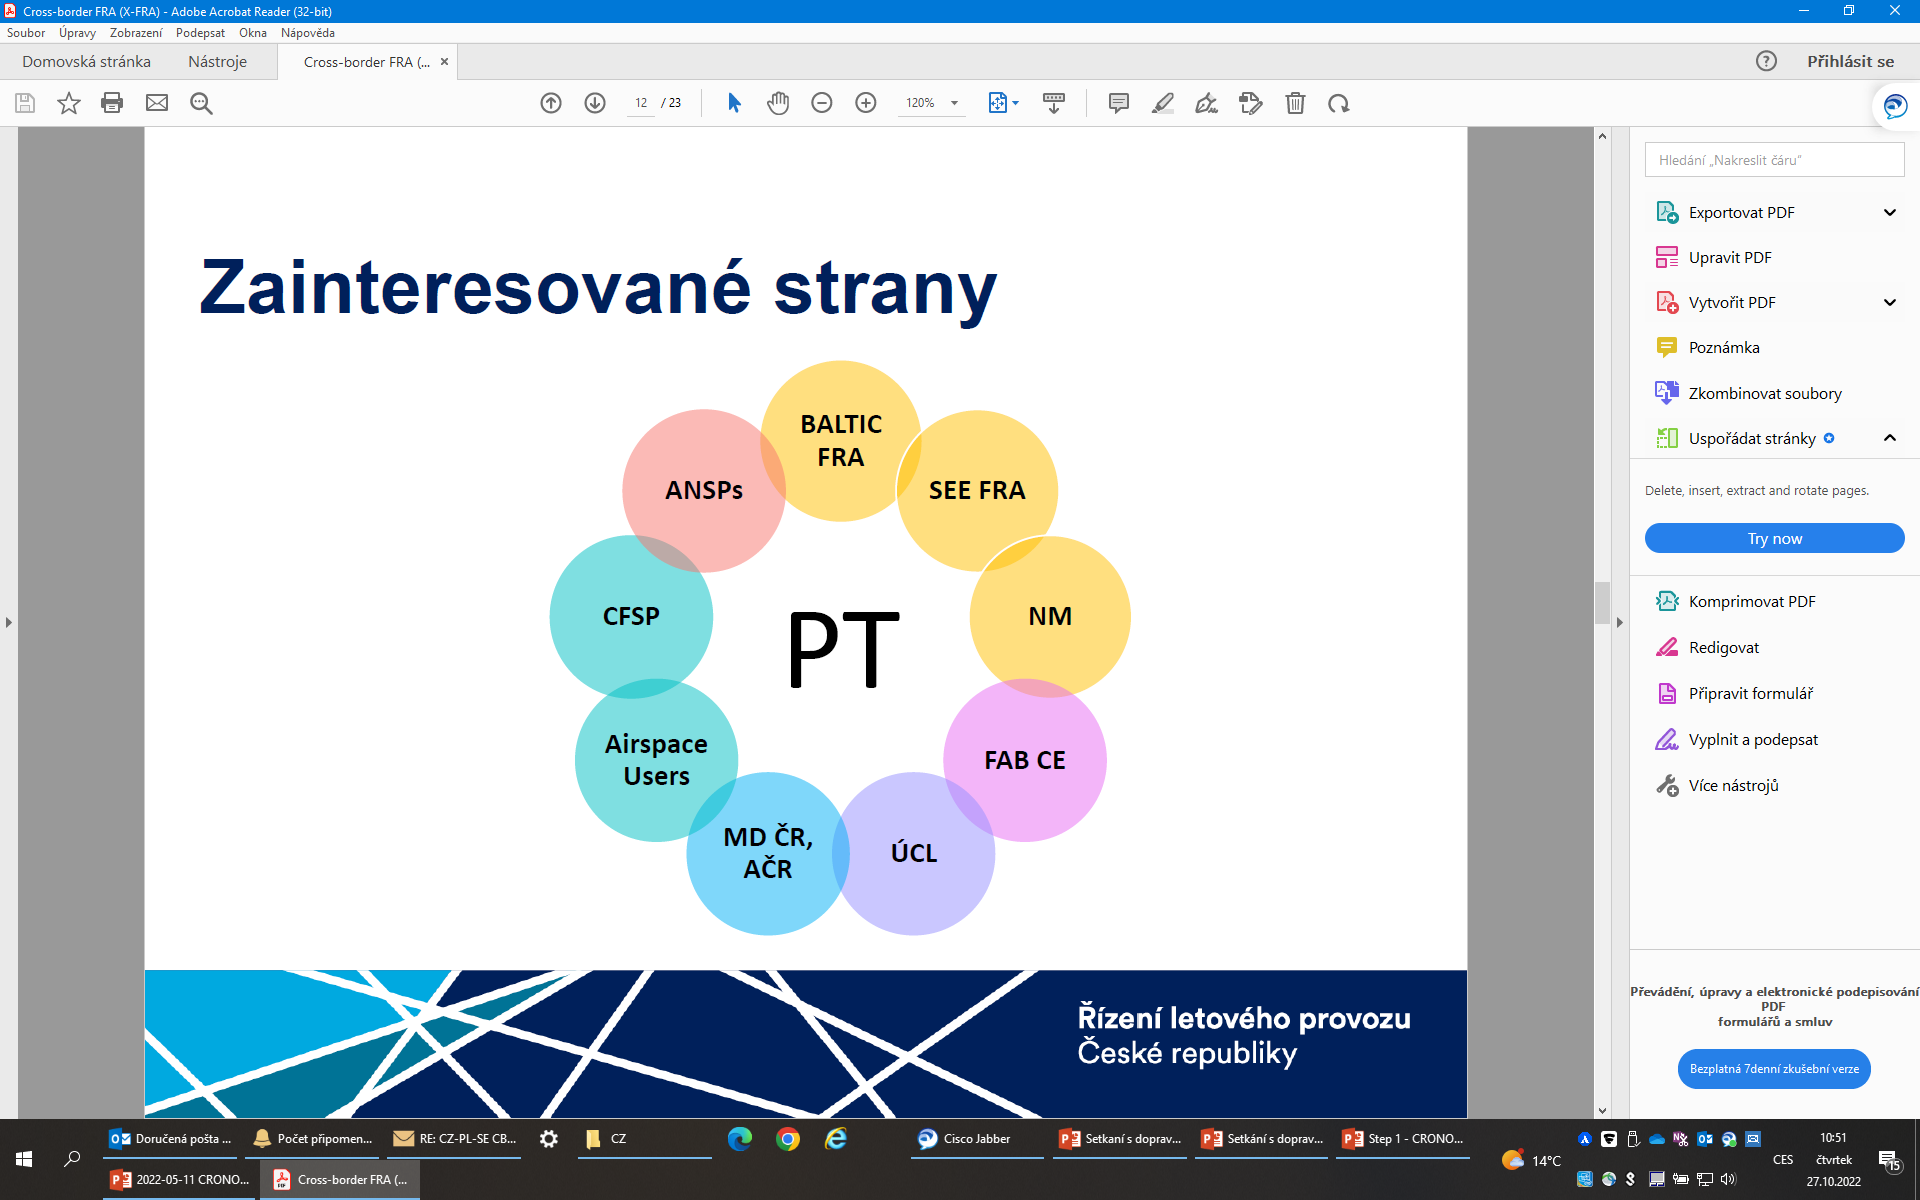 Cross-border FRA (X-FRA) - Adobe Acrobat Reader (32-bit)
Soubor Úpravy Zobrazení Podepsat Okna Nápověda
Domovská stránka Nástroje Cross-border FRA (... × Přihlásit se
12 / 23 120%
Zainteresované strany
BALTIC
FRA
SEE FRA
NM
FAB CE
ÚCL
MD ČR,
AČR
Airspace
Users
CFSP
ANSPs
PT
Řízení letového provozu
České republiky
Hledání „Nakreslit čáru"
Exportovat PDF
Upravit PDF
Vytvořit PDF
Poznámka
Zkombinovat soubory
Uspořádat stránky
Delete, insert, extract and rotate pages.
Try now
Komprimovat PDF
Redigovat
Připravit formulář
Vyplnit a podepsat
Více nástrojů
Převádění, úpravy a elektronické podepisování
PDF
formulářů a smluv
Bezplatná 7denní zkušební verze
Doručená pošta ... Počet připomen... RE: CZ-PL-SE CB... CZ Cisco Jabber Setkaní s doprav... Setkání s doprav... Step 1 - CRONO...
2022-05-11 CRONO... Cross-border FRA (...
14°C
CES
10:51
čtvrtek
27.10.2022
15